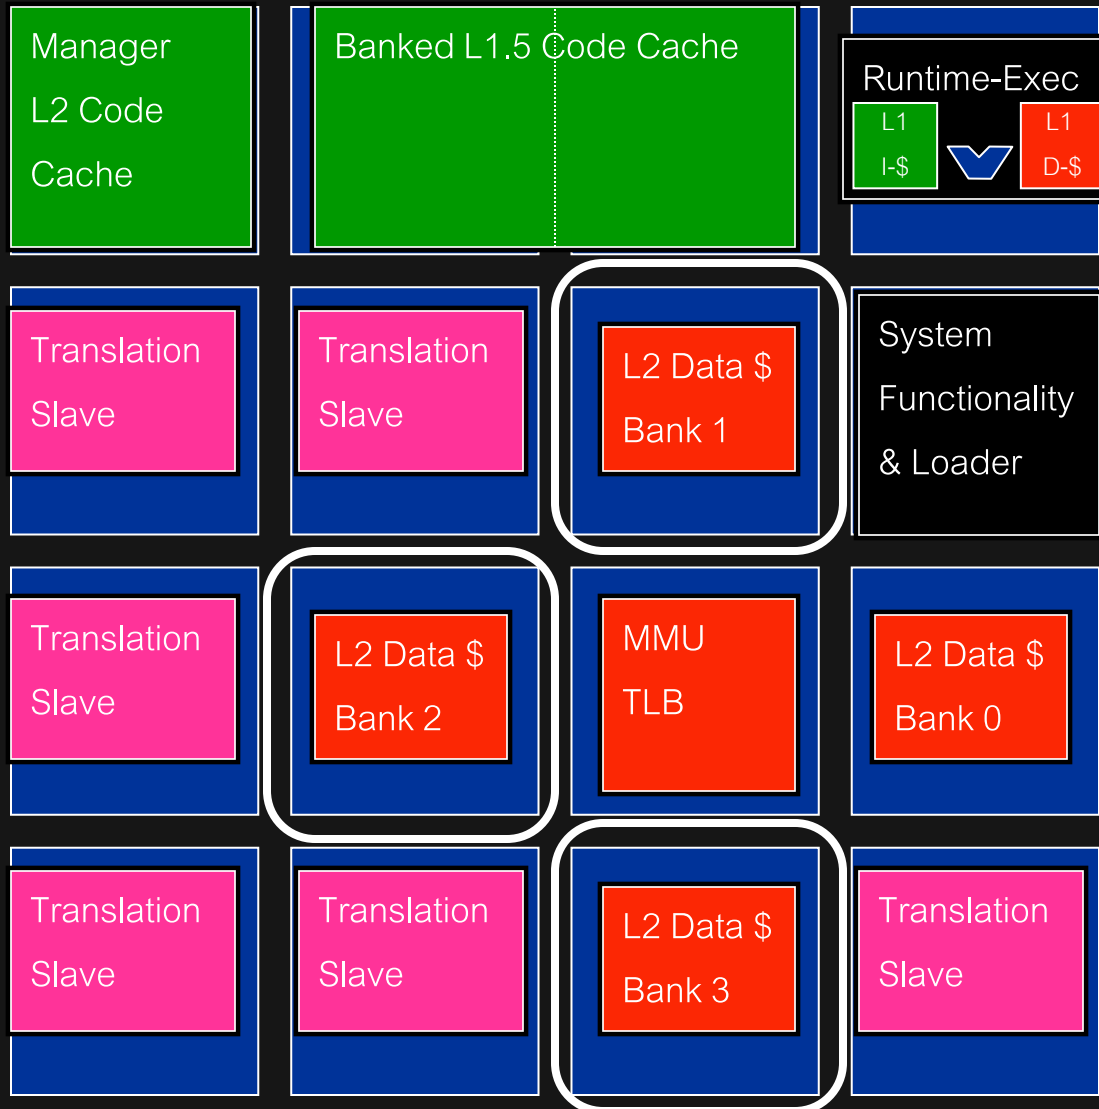 Manager
L2 Code
Cache
Banked L1.5 Code Cache
Runtime-Exec
L1
I-$
L1
D-$
Translation
Slave
Translation
Slave
L2 Data $
Bank 1
System
Functionality
& Loader
Translation
Slave
L2 Data $
Bank 2
MMU
TLB
L2 Data $
Bank 0
Translation
Slave
Translation
Slave
L2 Data $
Bank 3
Translation
Slave